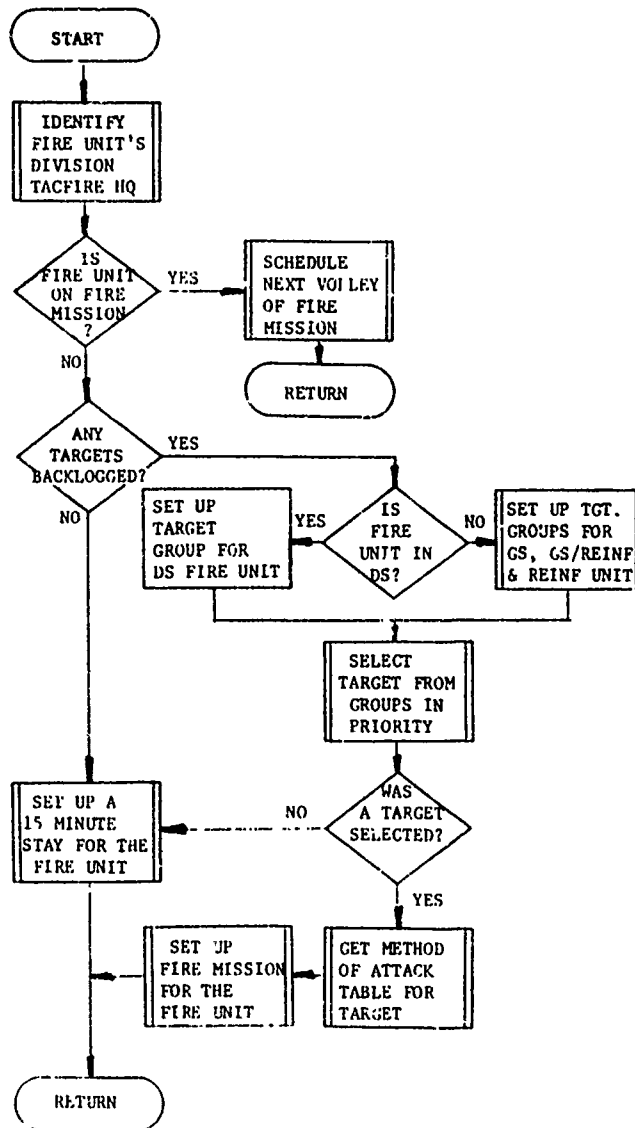 START
IDENTIFY
FIRE UNIT'S
DIVISION
TACFIRE HQ
IS
FIRE UNIT
ON FIRE
MISSION
?
YES
SCHEDULE
NEXT VOLLEY
OF FIRE
MISSION
NO
RETURN
ANY
TARGETS
BACKLOGGED?
YES
NO
SET UP
TARGET
GROUP FOR
DS FIRE UNIT
YES
IS
FIRE
UNIT IN
DS?
NO
SET UP TGT.
GROUPS FOR
GS, GS/REINF
& REINF UNIT
SELECT
TARGET FROM
GROUPS IN
PRIORITY
SET UP A
15 MINUTE
STAY FOR THE
FIRE UNIT
NO
WAS
A TARGET
SELECTED?
YES
SET UP
FIRE MISSION
FOR THE
FIRE UNIT
GET METHOD
OF ATTACK
TABLE FOR
TARGET
RETURN